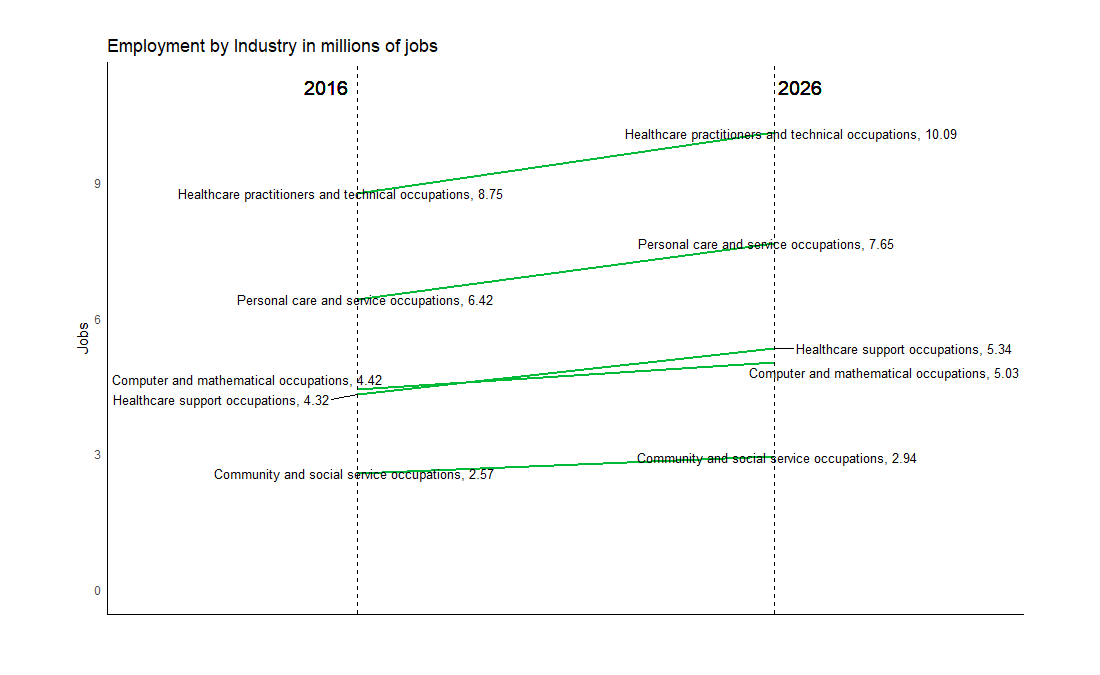 Employment by Industry in millions of jobs
2016
2026
Healthcare practitioners and technical occupations, 10.09
9
Healthcare practitioners and technical occupations, 8.75
Personal care and service occupations, 7.65
Personal care and service occupations, 6.42
6
Jobs
Healthcare support occupations, 5.34
Computer and mathematical occupations, 5.03
Computer and mathematical occupations, 4.42
Healthcare support occupations, 4.32
3
Community and social service occupations, 2.94
Community and social service occupations, 2.57
0